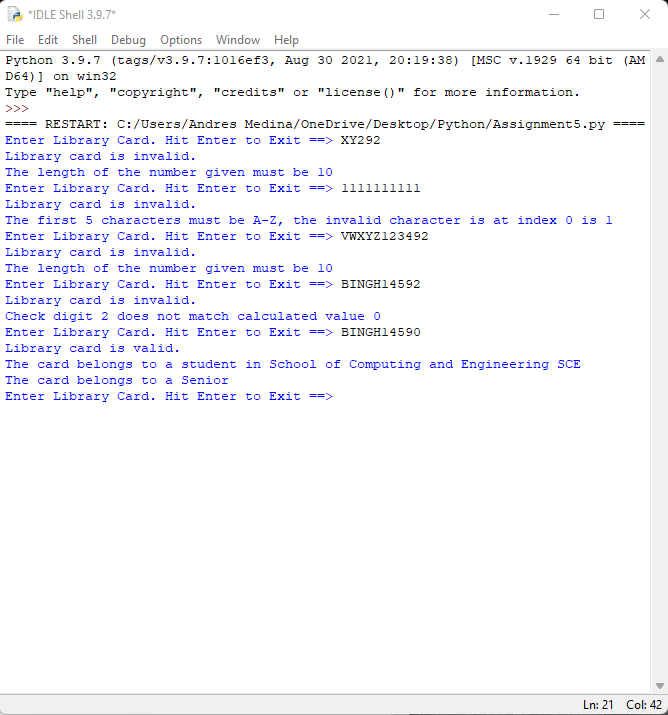 *IDLE Shell 3.9.7*
File Edit Shell Debug Options Window Help
Python 3.9.7 (tags/v3.9.7:1016ef3, Aug 30 2021, 20:19:38) [MSC v.1929 64 bit (AM
D64)] on win32
Type "help", "copyright", "credits" or "license()" for more information.
>>>
==== RESTART: C:/Users/Andres Medina/OneDrive/Desktop/Python/Assignment5.py ====
Enter Library Card. Hit Enter to Exit ==> XY292
Library card is invalid.
The length of the number given must be 10
Enter Library Card. Hit Enter to Exit ==> 1111111111
Library card is invalid.
The first 5 characters must be A-Z, the invalid character is at index 0 is 1
Enter Library Card. Hit Enter to Exit ==> VWXYZ123492
Library card is invalid.
The length of the number given must be 10
Enter Library Card. Hit Enter to Exit ==> BINGH14592
Library card is invalid.
Check digit 2 does not match calculated value 0
Enter Library Card. Hit Enter to Exit ==> BINGH14590
Library card is valid.
The card belongs to a student in School of Computing and Engineering SCE
The card belongs to a Senior
Enter Library Card. Hit Enter to Exit ==>
Ln: 21 Col: 42